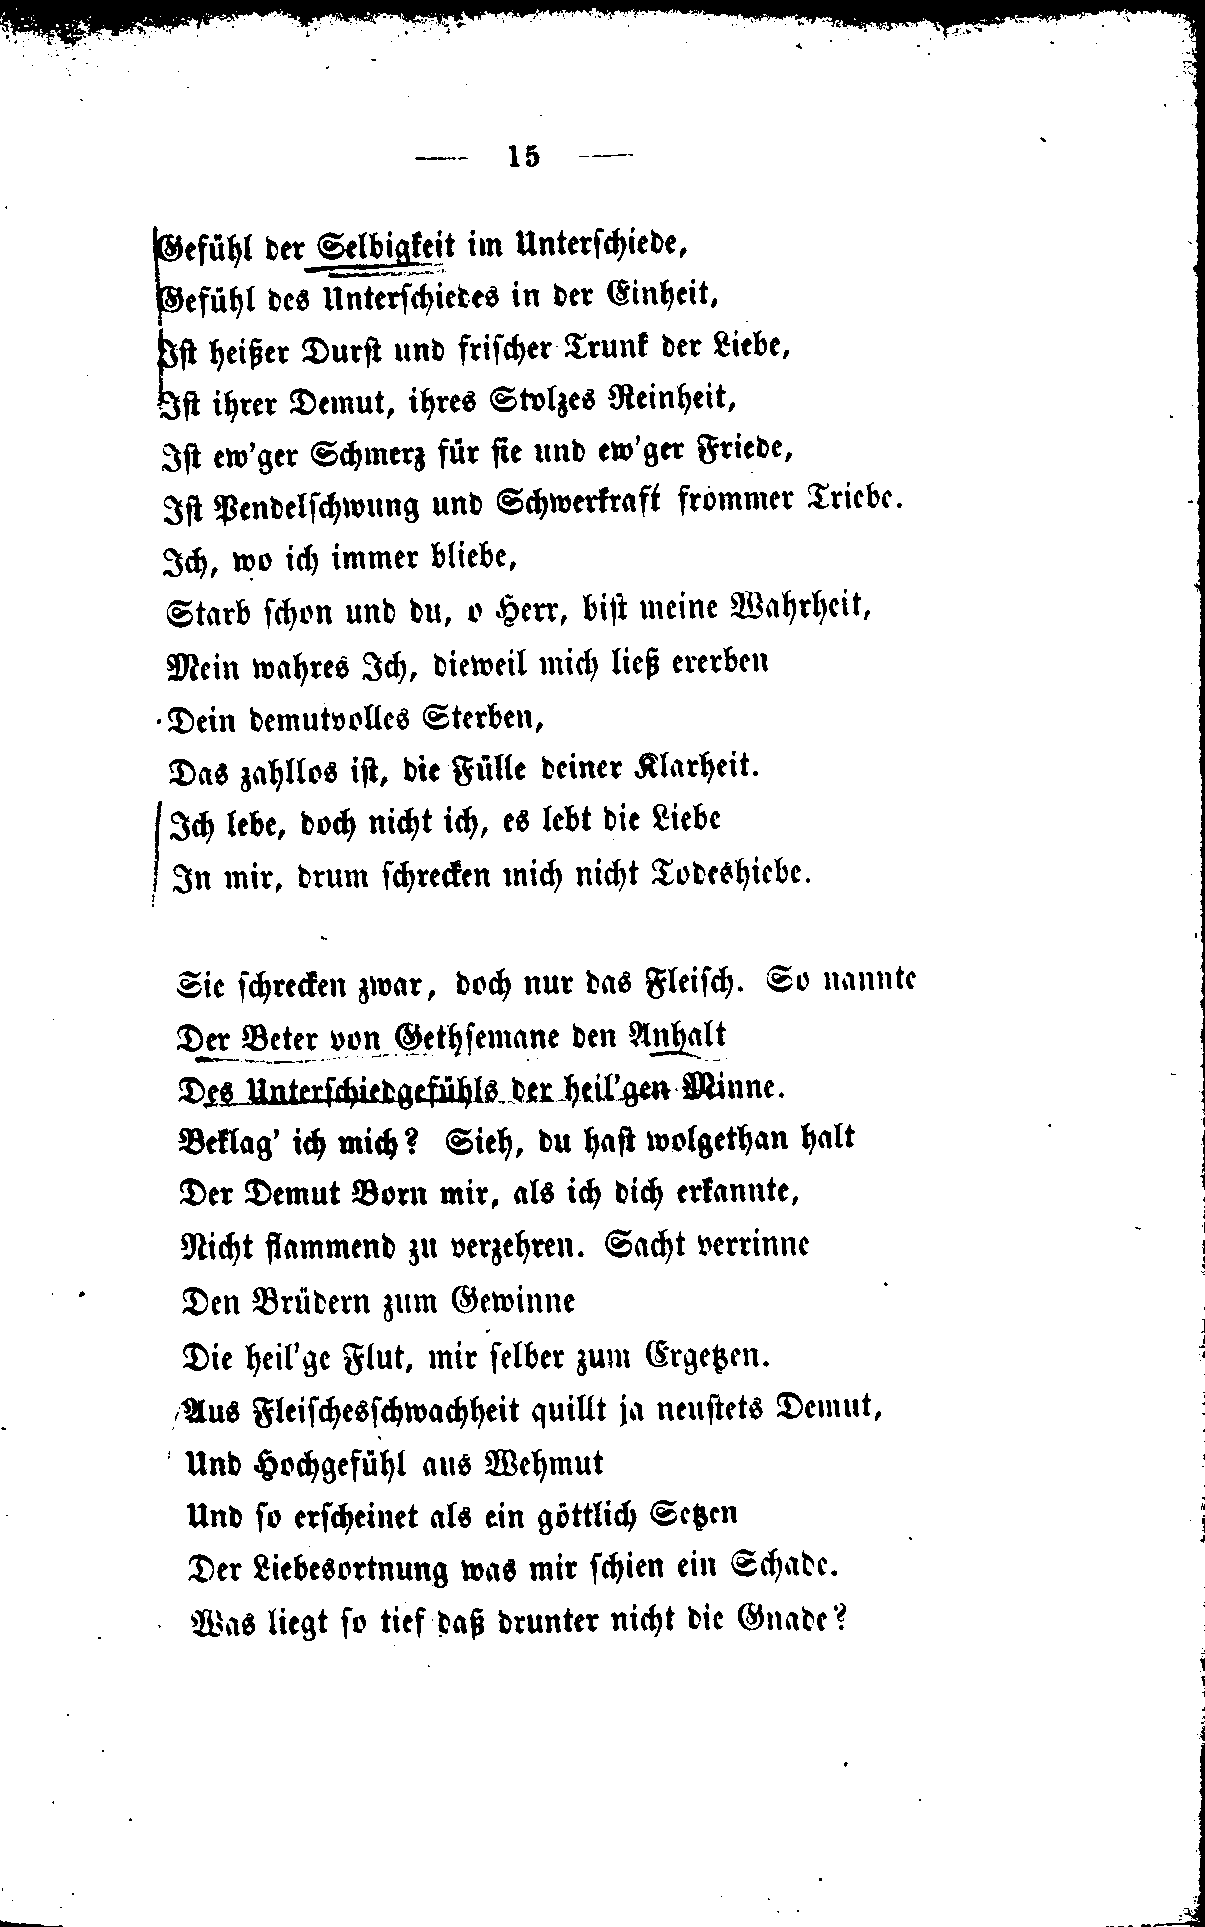 — 15 —
Gefühl der Selbigkeit im Unterschiede,
Gefühl des Unterschiedes in der Einheit,
Ist heißer Durst und frischer Trunk der Liebe,
Ist ihrer Demut, ihres Stolzes Reinheit,
Ist ew'ger Schmerz für sie und ew'ger Friede,
Ist Pendelschwung und Schwerkraft frommer Triebe.
Ich, wo ich immer bliebe,
Starb schon und du, o Herr, bist meine Wahrheit,
Mein wahres Ich, dieweil mich ließ ererben
Dein demutvolles Sterben,
Das zahllos ist, die Fülle deiner Klarheit.
Ich lebe, doch nicht ich, es lebt die Liebe
In mir, drum schrecken mich nicht Todeshiebe.
Sie schrecken zwar, doch nur das Fleisch. So nannte
Der Beter von Gethsemane den Anhalt
Des Unterschiedgefühls der heil'gen Minne.
Beklag' ich mich? Sieh, du hast wolgethan halt
Der Demut Born mir, als ich dich erkannte,
Nicht flammend zu verzehren. Sacht verrinne
Den Brüdern zum Gewinne
Die heil'ge Flut, mir selber zum Ergetzen.
Aus Fleischesschwachheit quillt ja neustets Demut,
Und Hochgefühl aus Wehmut
Und so erscheinet als ein göttlich Setzen
Der Liebesortnung was mir schien ein Schade.
Was liegt so tief daß drunter nicht die Gnade?